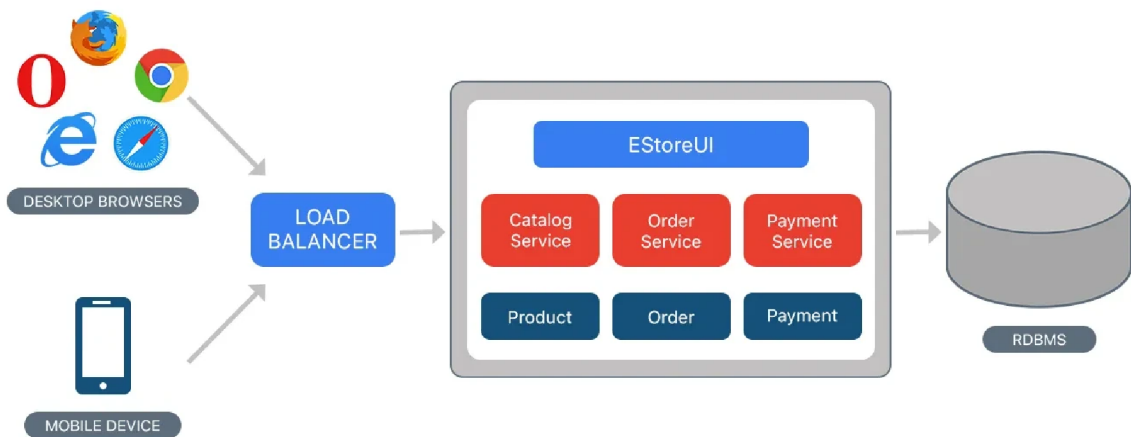 DESKTOP BROWSERS
MOBILE DEVICE
LOAD
BALANCER
EStoreUI
Catalog
Service
Order
Service
Payment
Service
Product
Order
Payment
RDBMS